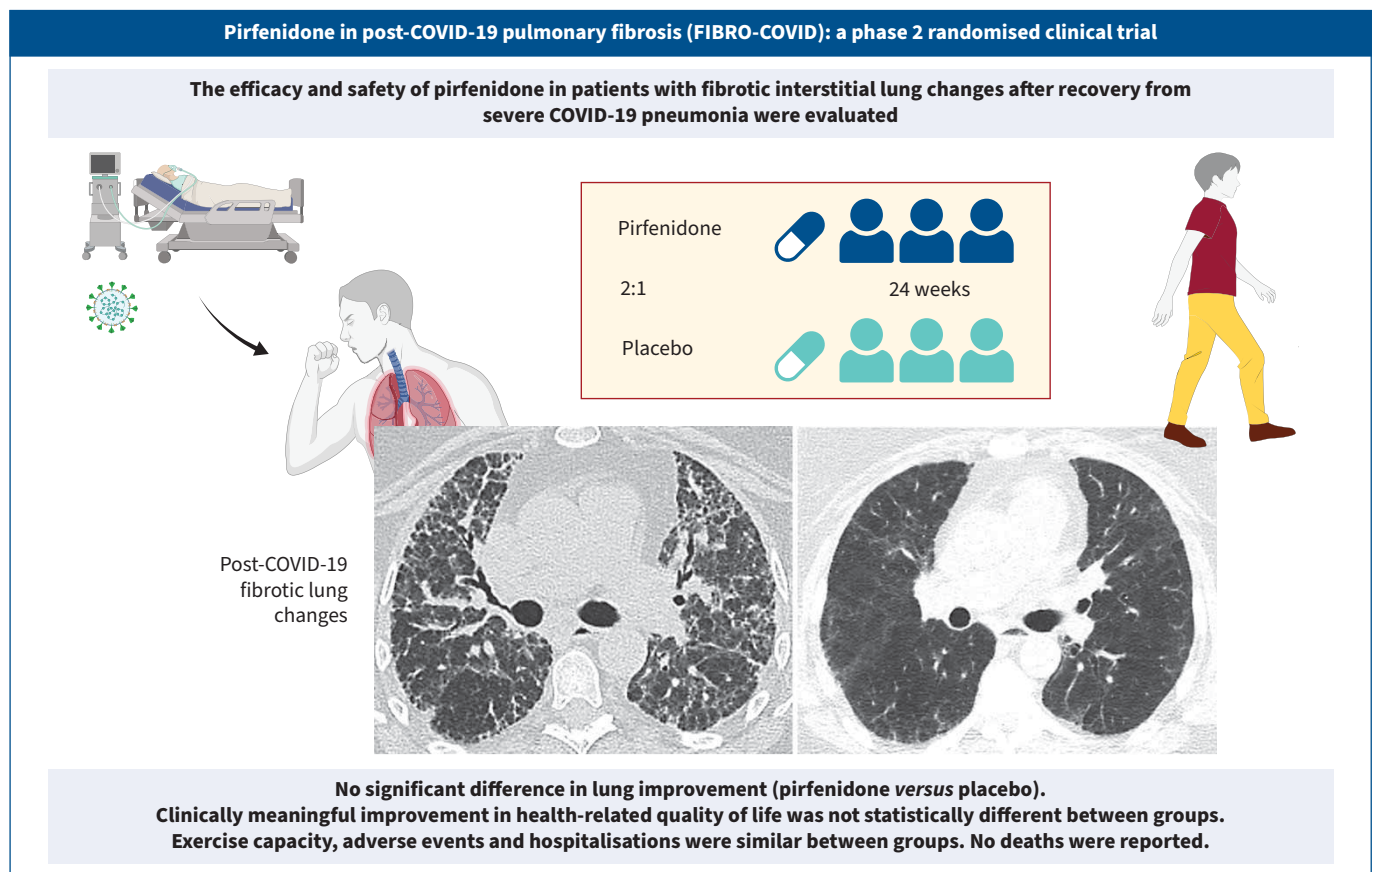 Pirfenidone in post-COVID-19 pulmonary fibrosis (FIBRO-COVID): a phase 2 randomised clinical trial
The efficacy and safety of pirfenidone in patients with fibrotic interstitial lung changes after recovery from
severe COVID-19 pneumonia were evaluated
Pirfenidone
2:1
24 weeks
Placebo
Post-COVID-19
fibrotic lung
changes
No significant difference in lung improvement (pirfenidone versus placebo).
Clinically meaningful improvement in health-related quality of life was not statistically different between groups.
Exercise capacity, adverse events and hospitalisations were similar between groups. No deaths were reported.